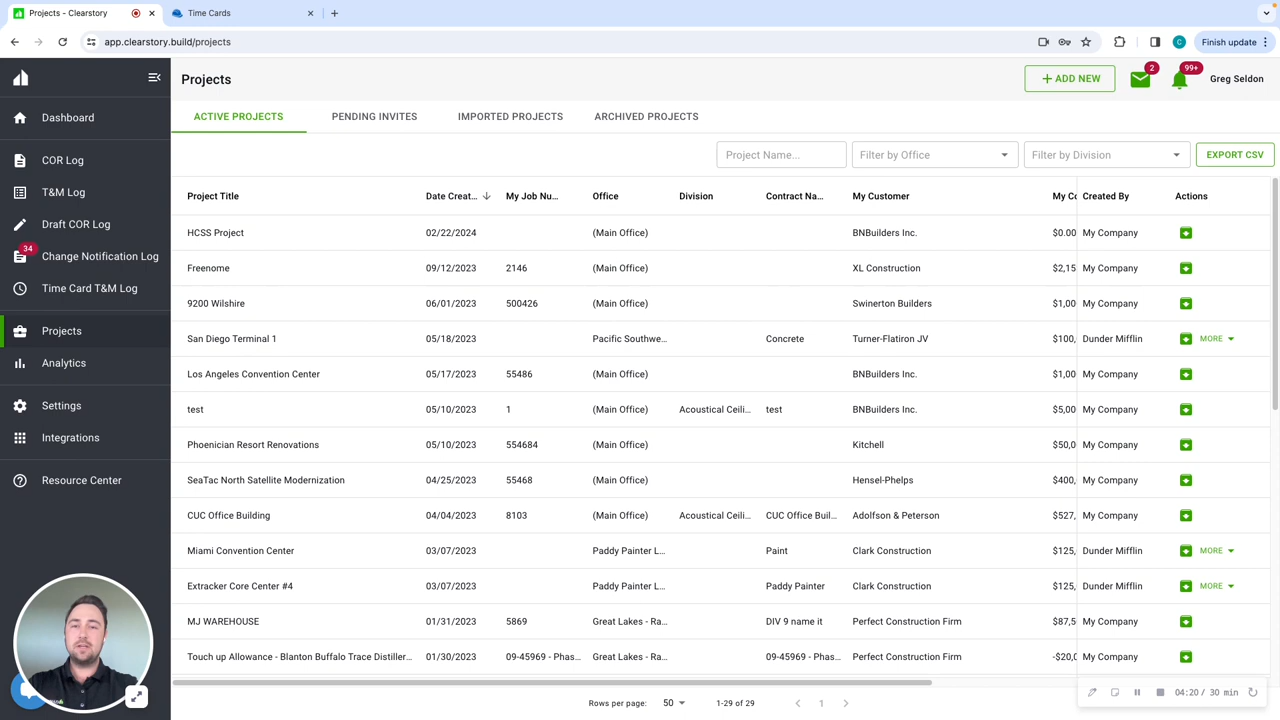 Projects - Clearstory
Time Cards
app.clearstory.build/projects
C
Finish update
Projects
ADD NEW
2
99+
Greg Seldon
Dashboard
COR Log
T&M Log
Draft COR Log
34
Change Notification Log
Time Card T&M Log
Projects
Analytics
Settings
Integrations
Resource Center
ACTIVE PROJECTS PENDING INVITES IMPORTED PROJECTS ARCHIVED PROJECTS
Project Name... Filter by Office Filter by Division EXPORT CSV
Project Title Date Creat... My Job Nu... Office Division Contract Na... My Customer My Co Created By Actions
HCSS Project 02/22/2024 (Main Office) BNBuilders Inc. $0.00 My Company
Freenome 09/12/2023 2146 (Main Office) XL Construction $2,15 My Company
9200 Wilshire 06/01/2023 500426 (Main Office) Swinerton Builders $1,00 My Company
San Diego Terminal 1 05/18/2023 Pacific Southwe... Concrete Turner-Flatiron JV $100, Dunder Mifflin MORE
Los Angeles Convention Center 05/17/2023 55486 (Main Office) BNBuilders Inc. $1,00 My Company
test 05/10/2023 1 (Main Office) Acoustical Ceili... test BNBuilders Inc. $5,00 My Company
Phoenician Resort Renovations 05/10/2023 554684 (Main Office) Kitchell $50,0 My Company
SeaTac North Satellite Modernization 04/25/2023 55468 (Main Office) Hensel-Phelps $400, My Company
CUC Office Building 04/04/2023 8103 (Main Office) Acoustical Ceili... CUC Office Buil... Adolfson & Peterson $527, My Company
Miami Convention Center 03/07/2023 Paddy Painter L... Paint Clark Construction $125, Dunder Mifflin MORE
Extracker Core Center #4 03/07/2023 Paddy Painter L... Paddy Painter Clark Construction $125, Dunder Mifflin MORE
MJ WAREHOUSE 01/31/2023 5869 Great Lakes - Ra... DIV 9 name it Perfect Construction Firm $87,5 My Company
Touch up Allowance - Blanton Buffalo Trace Distiller... 01/30/2023 09-45969 - Phas... Great Lakes - Ra... 09-45969 - Phas... Perfect Construction Firm -$20,0 My Company
04:20 / 30 min
Rows per page: 50 1-29 of 29 1